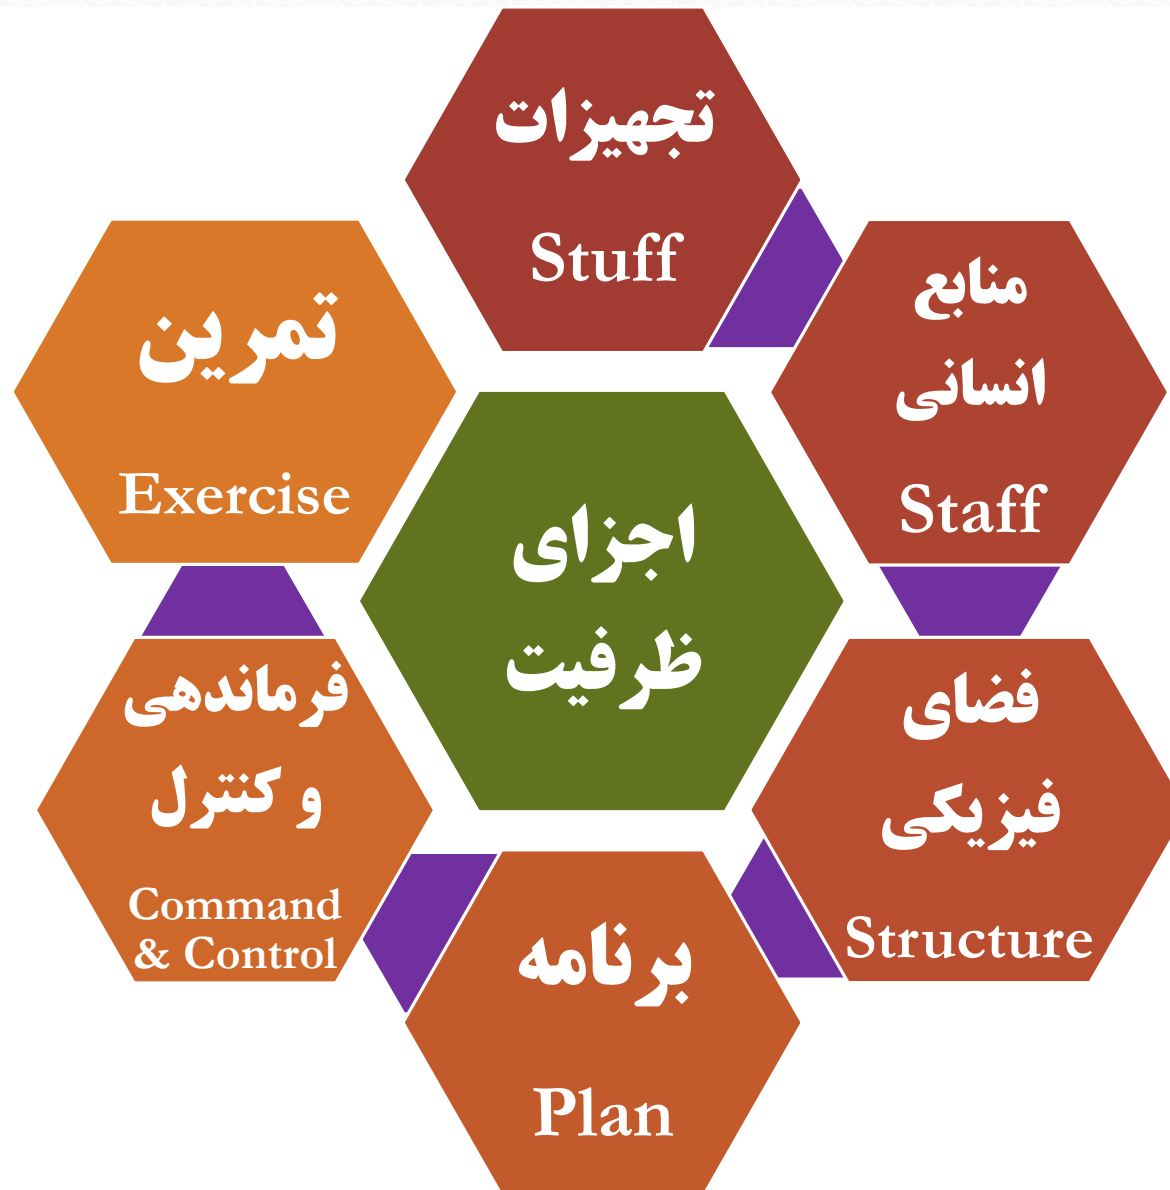 تجهیزات
Stuff
منابع
انسانی
Staff
فضای
فیزیکی
Structure
برنامه
Plan
فرماندهی
و کنترل
Command
& Control
تمرین
Exercise
اجزای
ظرفیت